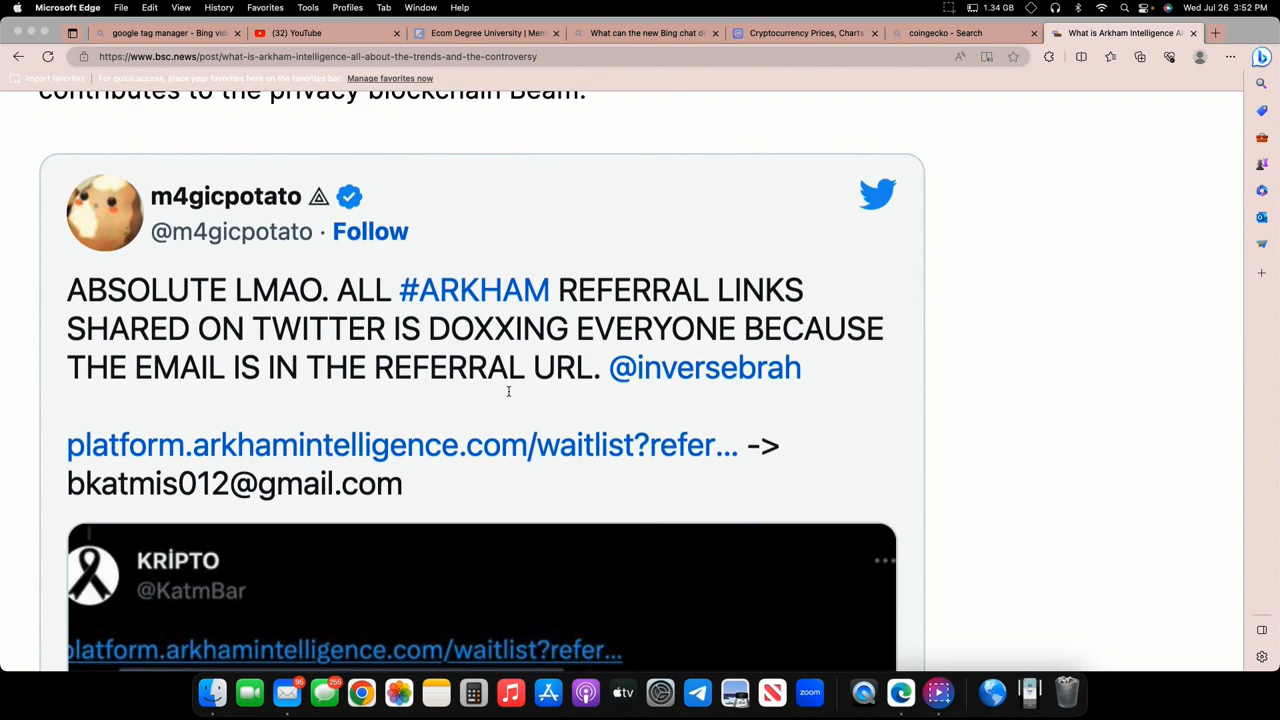 Microsoft Edge File Edit View History Favorites Tools Profiles Tab Window Help 1.34 GB Wed Jul 26 3:52 PM
google tag manager - Bing vide (32) YouTube Ecom Degree University | Mem What can the new Bing chat d Cryptocurrency Prices, Charts coingecko - Search What is Arkham Intelligence Al
https://www.bsc.news/post/what-is-arkham-intelligence-all-about-the-trends-and-the-controversy
Import favorites For quick access, place your favorites here on the favorites bar. Manage favorites now
contributes to the privacy blockchain Beam.
m4gicpotato
@m4gicpotato · Follow
ABSOLUTE LMAO. ALL #ARKHAM REFERRAL LINKS
SHARED ON TWITTER IS DOXXING EVERYONE BECAUSE
THE EMAIL IS IN THE REFERRAL URL. @inversebrah
platform.arkhamintelligence.com/waitlist?refer... ->
bkatmis012@gmail.com
KRİPTO
@KatmBar
platform.arkhamintelligence.com/waitlist?refer...
95 255 tv zoom